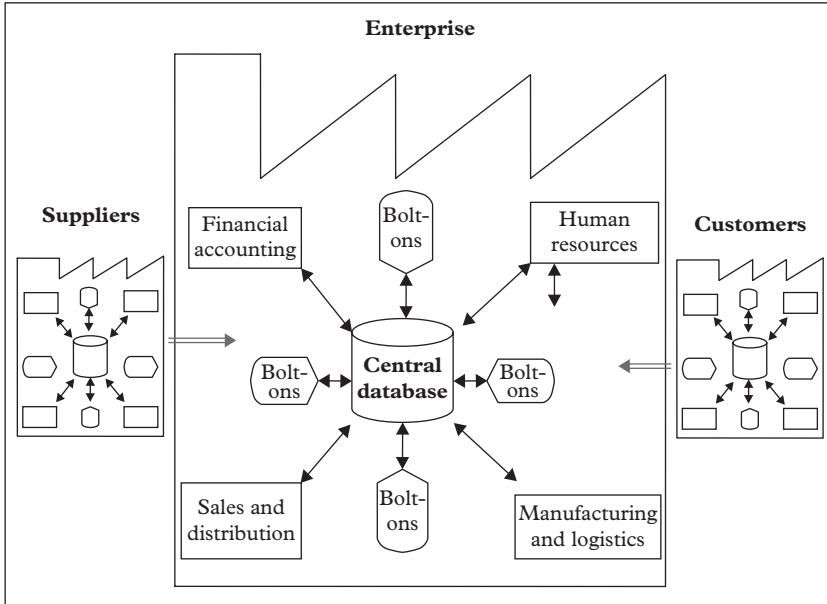 Enterprise
Suppliers
Financial
accounting
Bolt-
ons
Human
resources
Customers
Bolt-
ons
Central
database
Bolt-
ons
Sales and
distribution
Bolt-
ons
Manufacturing
and logistics